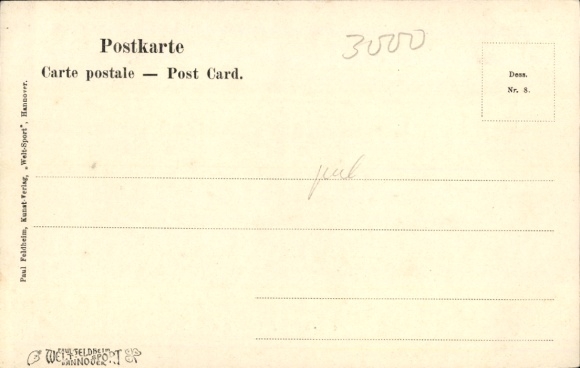 Postkarte
Carte postale — Post Card.
3000
Dess.
Nr. 8.
Paul Feldheim, Kunst-Verlag, „Welt-Sport", Hannover.
PAUL FELDHEIM
WELT-SPORT
HANNOVER